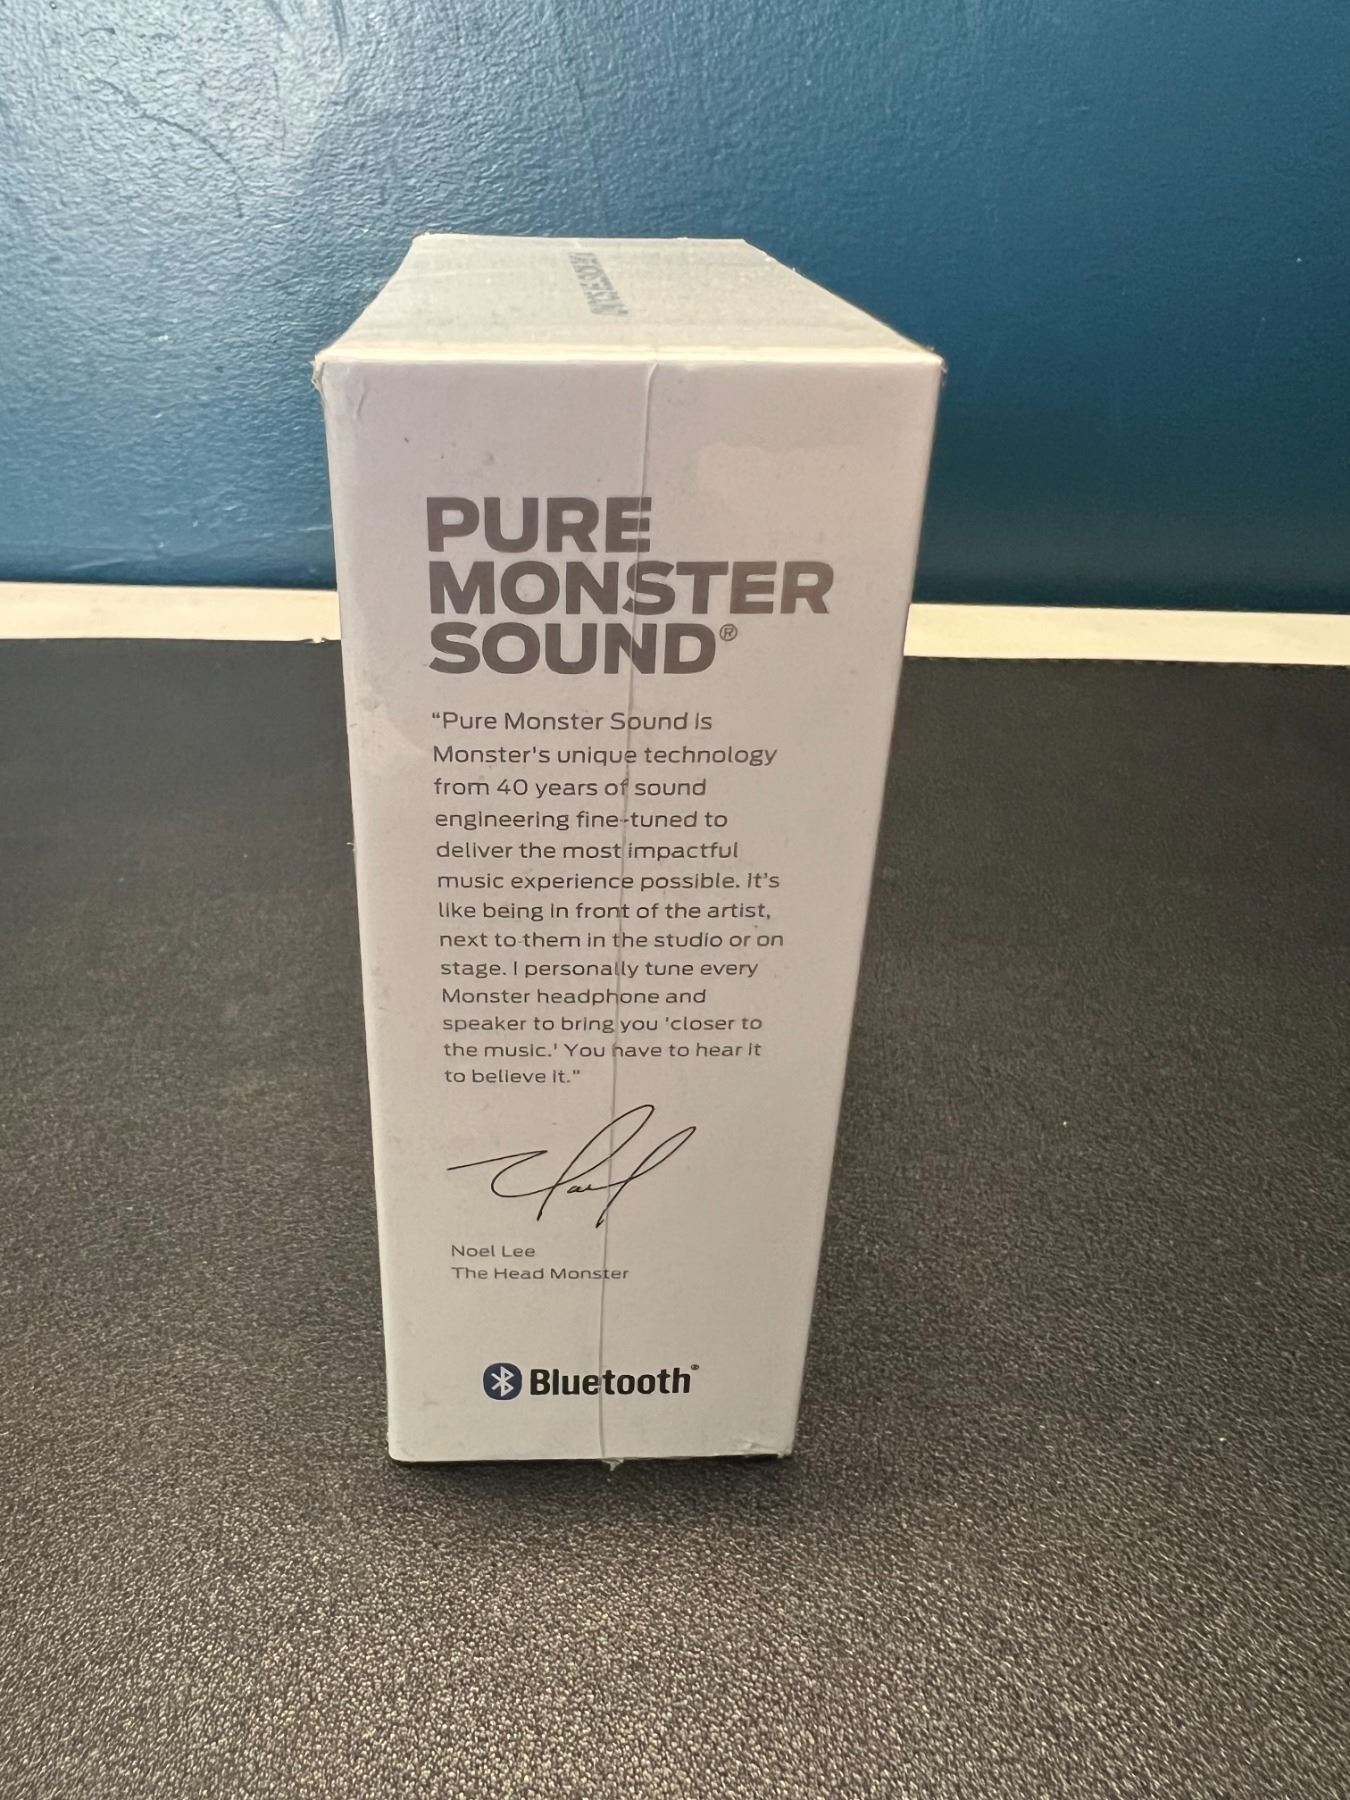 PURE
MONSTER
SOUND®
“Pure Monster Sound is
Monster's unique technology
from 40 years of sound
engineering fine-tuned to
deliver the most impactful
music experience possible. It's
like being in front of the artist,
next to them in the studio or on
stage. I personally tune every
Monster headphone and
speaker to bring you 'closer to
the music.' You have to hear it
to believe it."
Noel
Noel Lee
The Head Monster
Bluetooth®